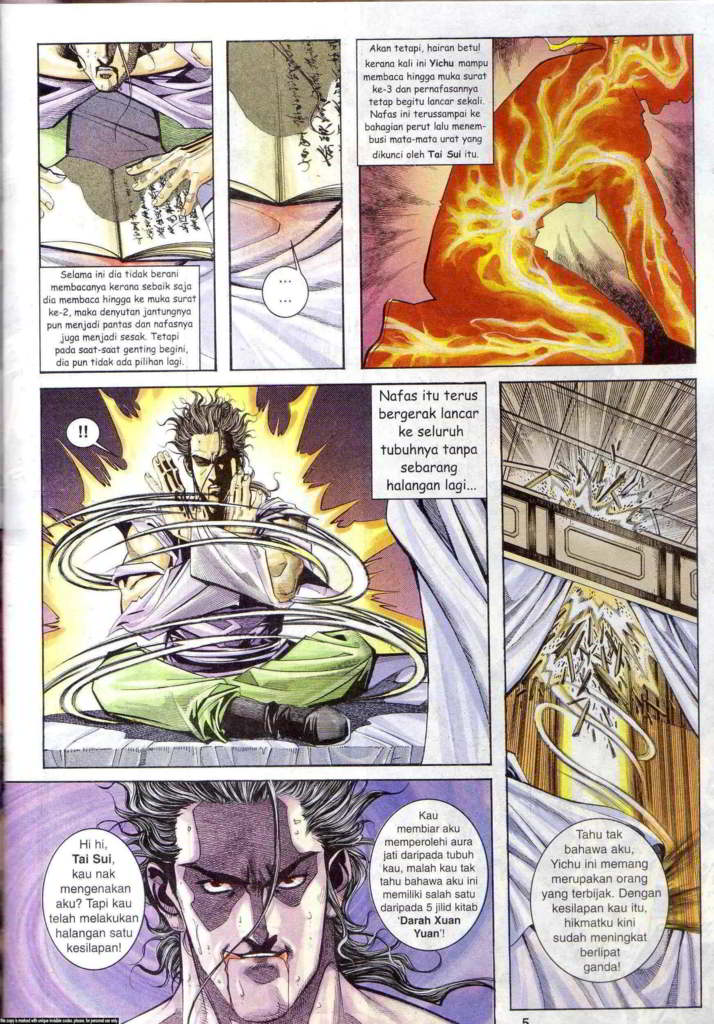 Selama ini dia tidak berani
membacanya kerana sebaik saja
dia membaca hingga ke muka surat
ke-2, maka denyutan jantungnya
pun menjadi pantas dan nafasnya
juga menjadi sesak. Tetapi
pada saat-saat genting begini,
dia pun tidak ada pilihan lagi.
...
...
Akan tetapi, hairan betul
kerana kali ini Yichu mampu
membaca hingga muka surat
ke-3 dan pernafasannya
tetap begitu lancar sekali.
Nafas ini terussampai ke
bahagian perut lalu menem-
busi mata-mata urat yang
dikunci oleh Tai Sui itu.
!!
Nafas itu terus
bergerak lancar
ke seluruh
tubuhnya tanpa
sebarang
halangan lagi...
Hi hi,
Tai Sui,
kau nak
mengenakan
aku? Tapi kau
telah melakukan
halangan satu
kesilapan!
Kau
membiar aku
memperolehi aura
jati daripada tubuh
kau, malah kau tak
tahu bahawa aku ini
memiliki salah satu
daripada 5 jilid kitab
'Darah Xuan
Yuan'!
Tahu tak
bahawa aku,
Yichu ini memang
merupakan orang
yang terbijak. Dengan
kesilapan kau itu,
hikmatku kini
sudah meningkat
berlipat
ganda!
5